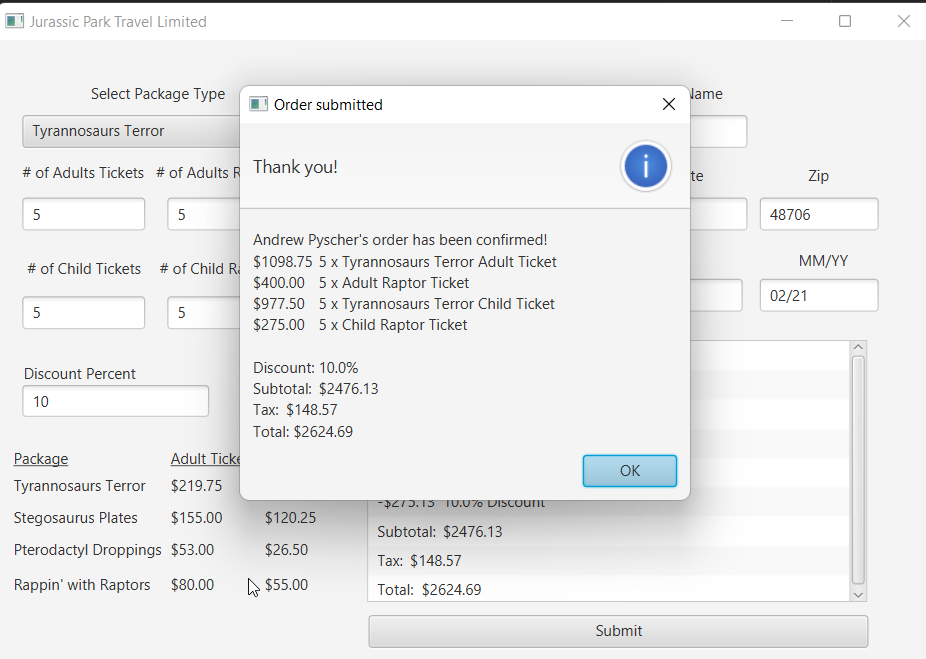 Jurassic Park Travel Limited
Select Package Type
Tyrannosaurs Terror
# of Adults Tickets # of Adults
5 5
# of Child Tickets # of Child
5 5
Discount Percent
10
Package Adult
Tyrannosaurs Terror $219.75
Stegosaurus Plates $155.00 $120.25
Pterodactyl Droppings $53.00 $26.50
Rappin' with Raptors $80.00 $55.00
Order submitted
Thank you!
Andrew Pyscher's order has been confirmed!
$1098.75 5 x Tyrannosaurs Terror Adult Ticket
$400.00 5 x Adult Raptor Ticket
$977.50 5 x Tyrannosaurs Terror Child Ticket
$275.00 5 x Child Raptor Ticket
Discount: 10.0%
Subtotal: $2476.13
Tax: $148.57
Total: $2624.69
OK
Name
Zip
48706
MM/YY
02/21
-$275.13 10.0% Discount
Subtotal: $2476.13
Tax: $148.57
Total: $2624.69
Submit